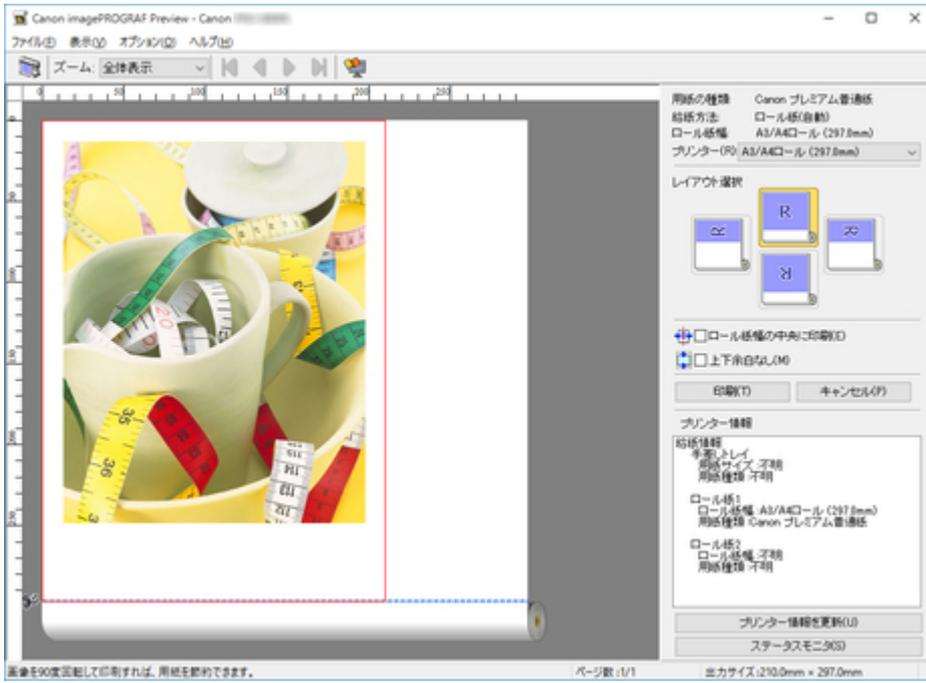 Canon imagePROGRAF Preview - Canon
ファイル(F) 表示(V) オプション(O) ヘルプ(H)
ズーム: 全体表示
0 50 100 150 200 250
用紙の種類 Canon プレミアム普通紙
給紙方法: ロール紙(自動)
ロール紙幅 A3/A4ロール (297.0mm)
プリンター(R) A3/A4ロール (297.0mm)
レイアウト選択
R
R R
R
ロール紙幅の中央に印刷(E)
上下余白なし(M)
印刷(T) キャンセル(P)
プリンター情報
給紙情報
手差しトレイ
用紙サイズ :不明
用紙種類 :不明
ロール紙1
ロール紙幅 :A3/A4ロール (297.0mm)
用紙種類 :Canon プレミアム普通紙
ロール紙2
ロール紙幅 :不明
用紙種類 :不明
プリンター情報を更新(U)
ステータスモニタ(S)
画像を90度回転して印刷すれば、用紙を節約できます。
ページ数 :1/1
出力サイズ :210.0mm × 297.0mm